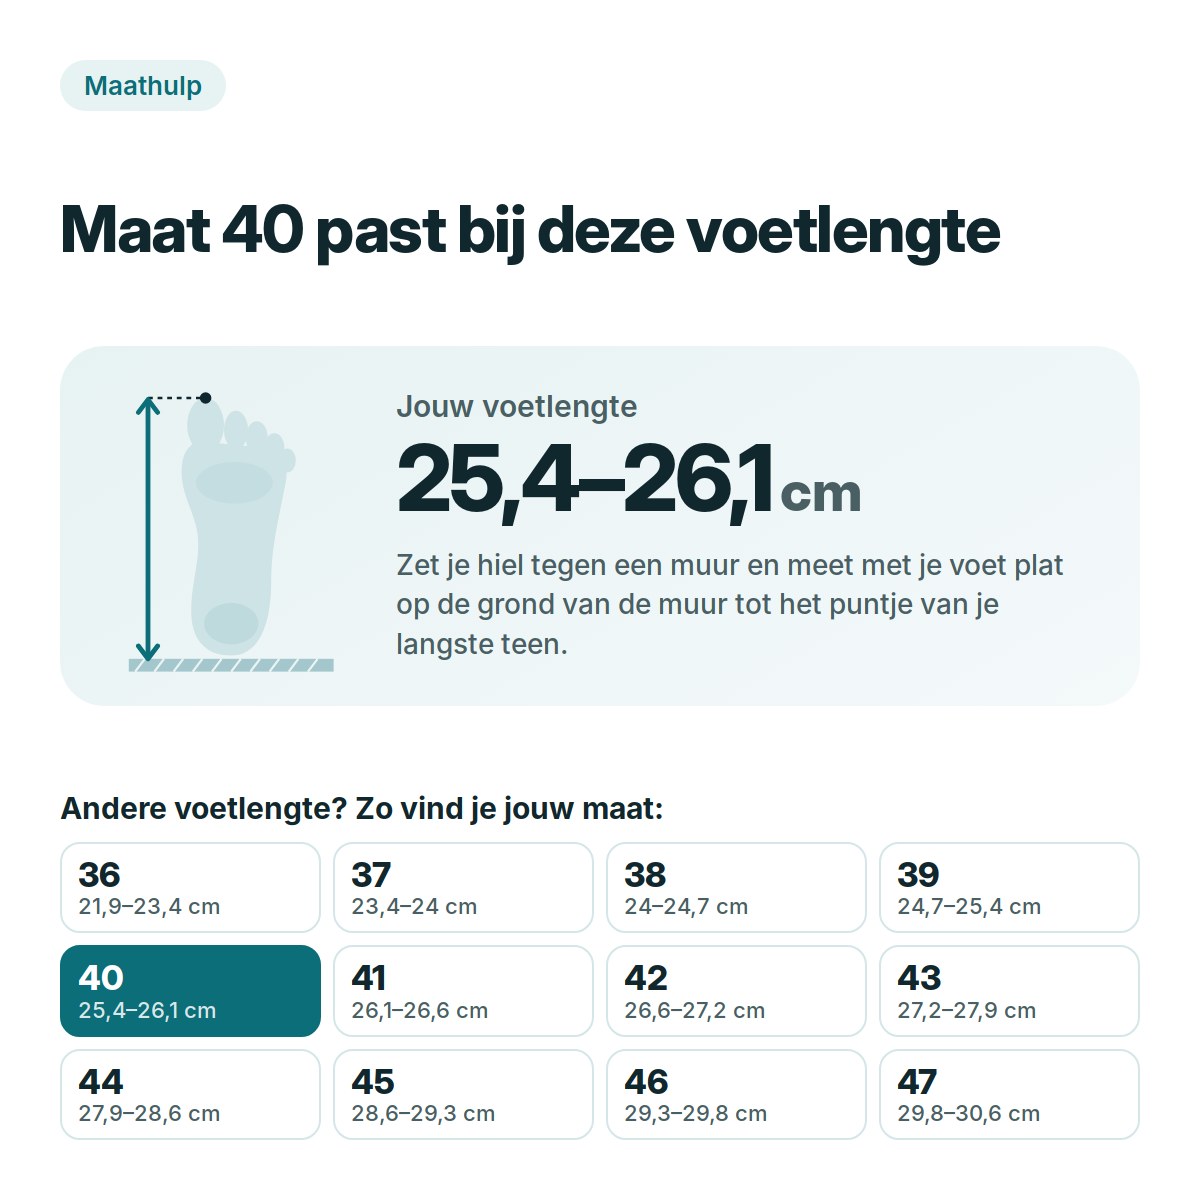 Maathulp
Maat 40 past bij deze voetlengte
Jouw voetlengte
25,4–26,1 cm
Zet je hiel tegen een muur en meet met je voet plat
op de grond van de muur tot het puntje van je
langste teen.
Andere voetlengte? Zo vind je jouw maat:
36
21,9–23,4 cm
37
23,4–24 cm
38
24–24,7 cm
39
24,7–25,4 cm
40
25,4–26,1 cm
41
26,1–26,6 cm
42
26,6–27,2 cm
43
27,2–27,9 cm
44
27,9–28,6 cm
45
28,6–29,3 cm
46
29,3–29,8 cm
47
29,8–30,6 cm